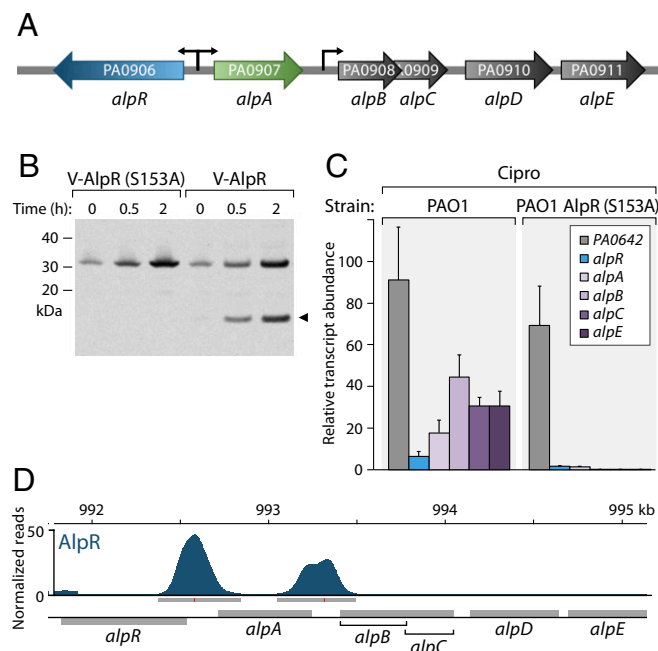 A
PA0906 PA0907 PA0908 0909 PA0910 PA0911
alpR alpA alpB alpC alpD alpE
B
V-AlpR (S153A) V-AlpR
Time (h): 0 0.5 2 0 0.5 2
40
30
20
kDa
C
Cipro
Strain: PAO1 PAO1 AlpR (S153A)
Relative transcript abundance
100
80
60
40
20
0
PA0642
alpR
alpA
alpB
alpC
alpE
D
992 993 994 995 kb
Normalized reads
50
0
AlpR
alpR alpA alpB alpC alpD alpE